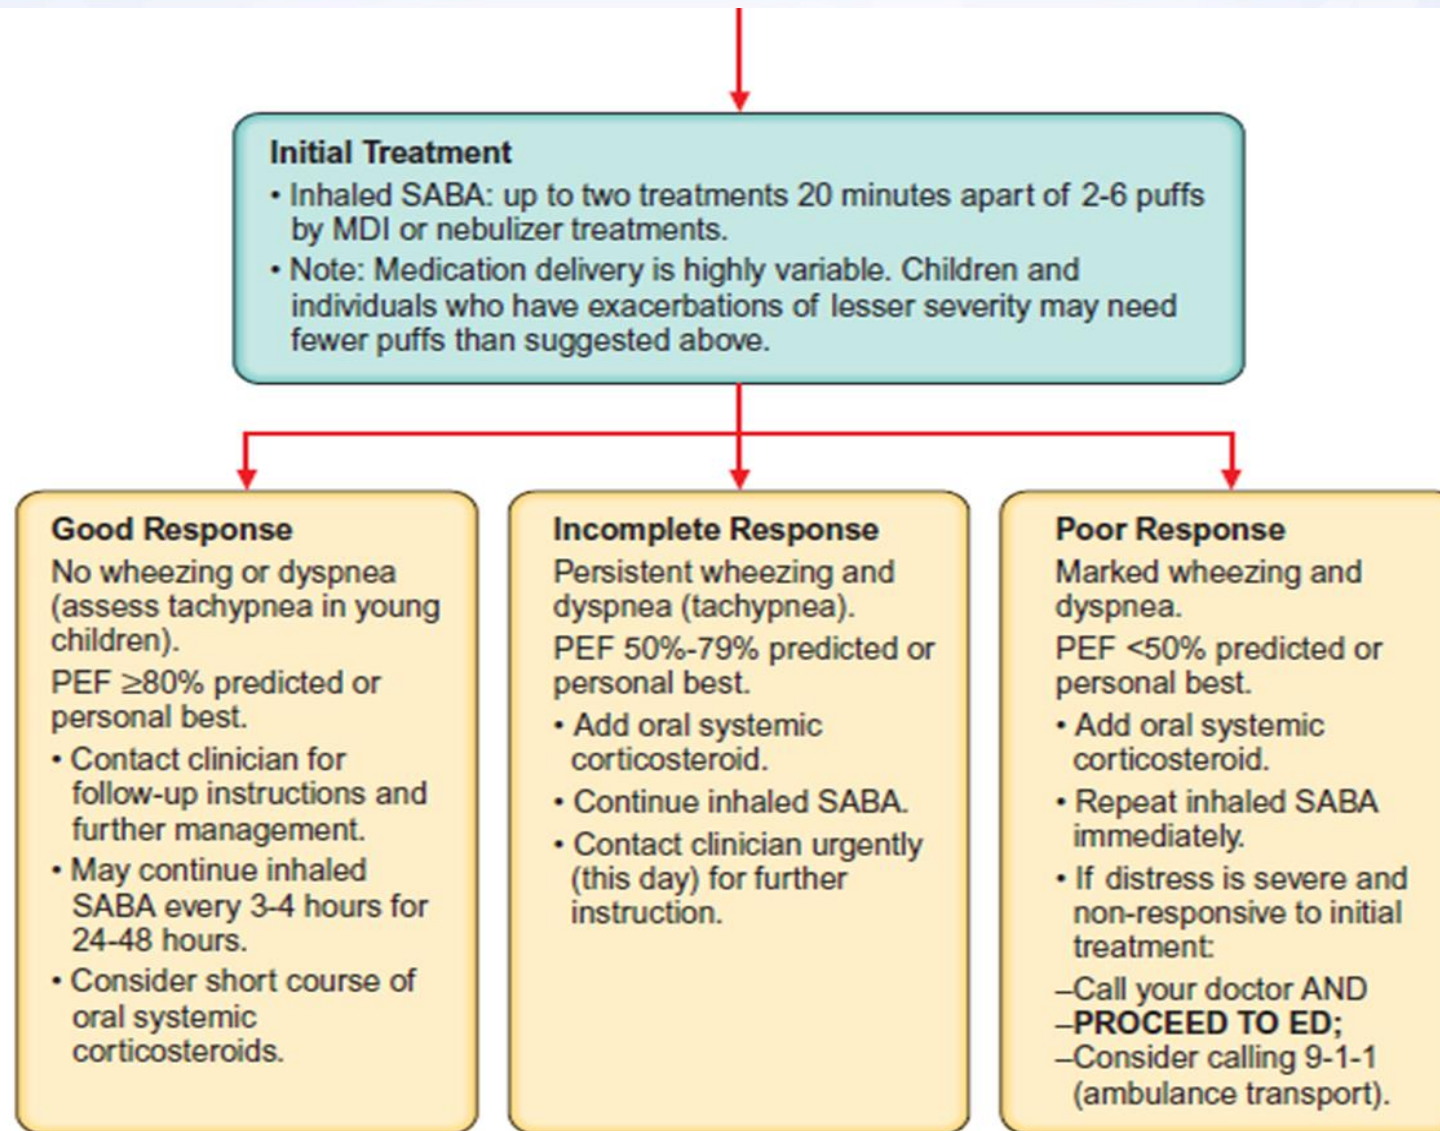 Initial Treatment
• Inhaled SABA: up to two treatments 20 minutes apart of 2-6 puffs
by MDI or nebulizer treatments.
• Note: Medication delivery is highly variable. Children and
individuals who have exacerbations of lesser severity may need
fewer puffs than suggested above.
Good Response
No wheezing or dyspnea
(assess tachypnea in young
children).
PEF ≥80% predicted or
personal best.
• Contact clinician for
follow-up instructions and
further management.
• May continue inhaled
SABA every 3-4 hours for
24-48 hours.
• Consider short course of
oral systemic
corticosteroids.
Incomplete Response
Persistent wheezing and
dyspnea (tachypnea).
PEF 50%-79% predicted or
personal best.
• Add oral systemic
corticosteroid.
• Continue inhaled SABA.
• Contact clinician urgently
(this day) for further
instruction.
Poor Response
Marked wheezing and
dyspnea.
PEF <50% predicted or
personal best.
• Add oral systemic
corticosteroid.
• Repeat inhaled SABA
immediately.
• If distress is severe and
non-responsive to initial
treatment:
–Call your doctor AND
–PROCEED TO ED;
–Consider calling 9-1-1
(ambulance transport).